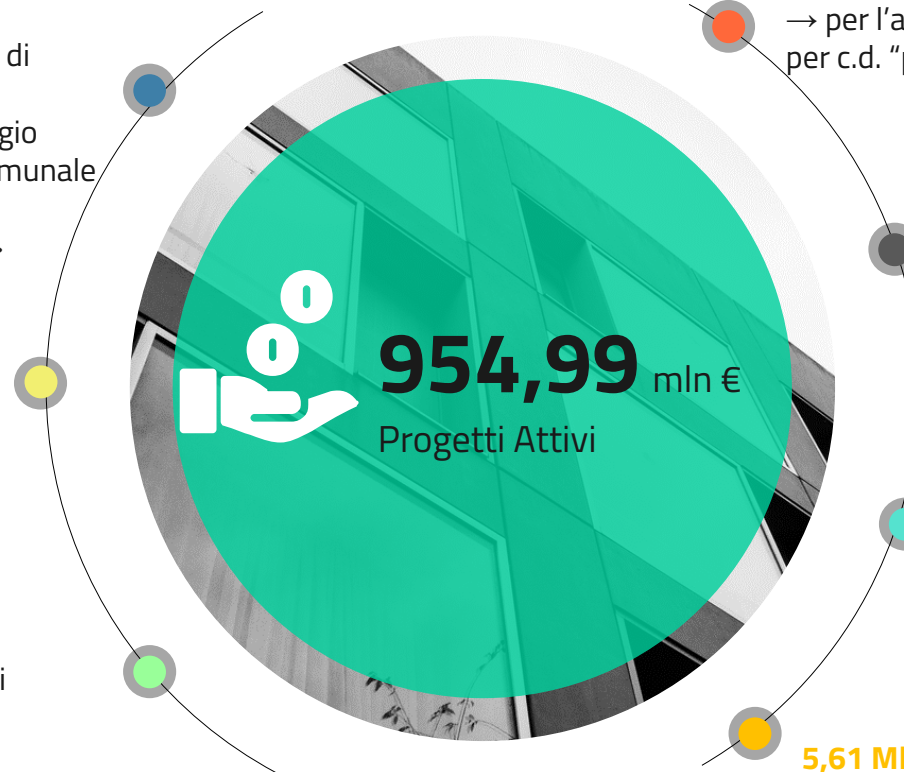 di
→ per l'a
per c.d. "p
gio
munale
954,99 mln €
Progetti Attivi
i
5,61 Ml